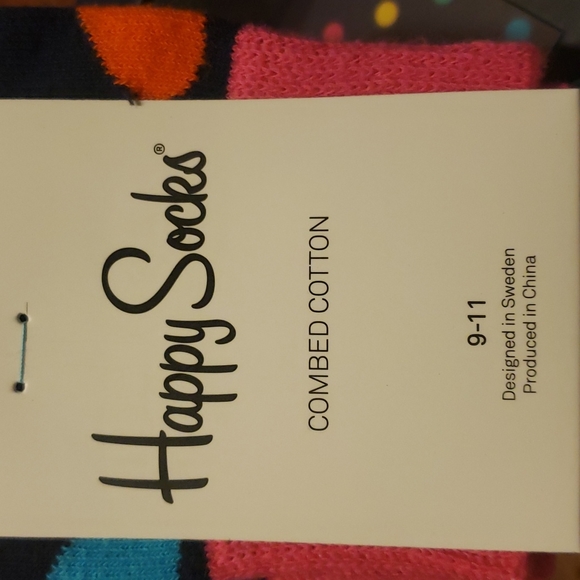 Happy Socks®
COMBED COTTON
9-11
Designed in Sweden
Produced in China